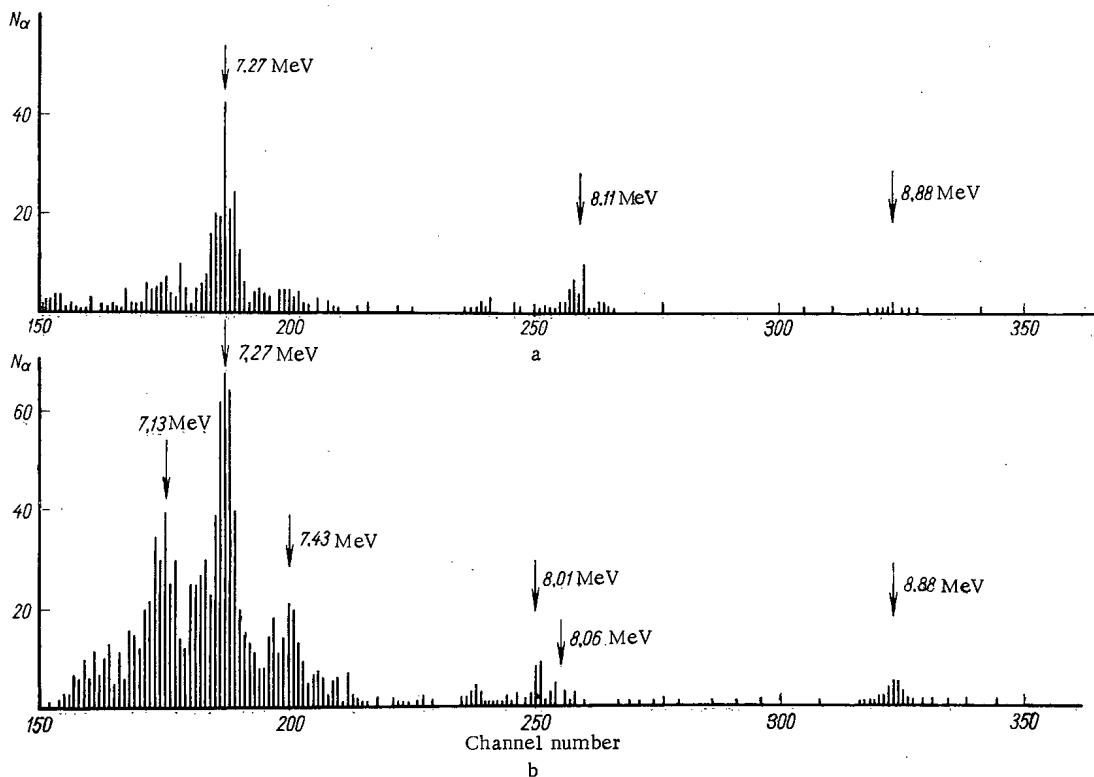 Nα
7.27 MeV
40
8.11 MeV
8,88 MeV
20
150
200
250
300
350
a
Nα
7,27 MeV
60
7,13 MeV
40
7.43 MeV
8,01 MeV
8.88 MeV
20
8,06 MeV
150
200
250
300
350
Channel number
b